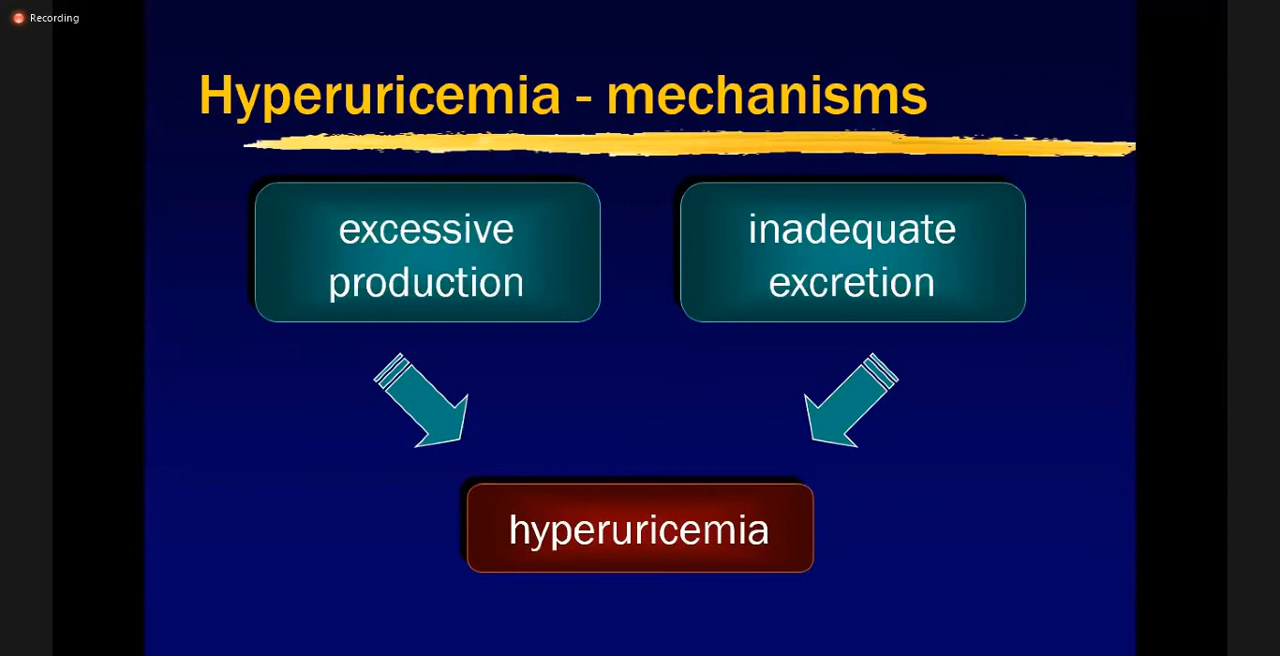 Recording
Hyperuricemia - mechanisms
excessive
production
inadequate
excretion
hyperuricemia